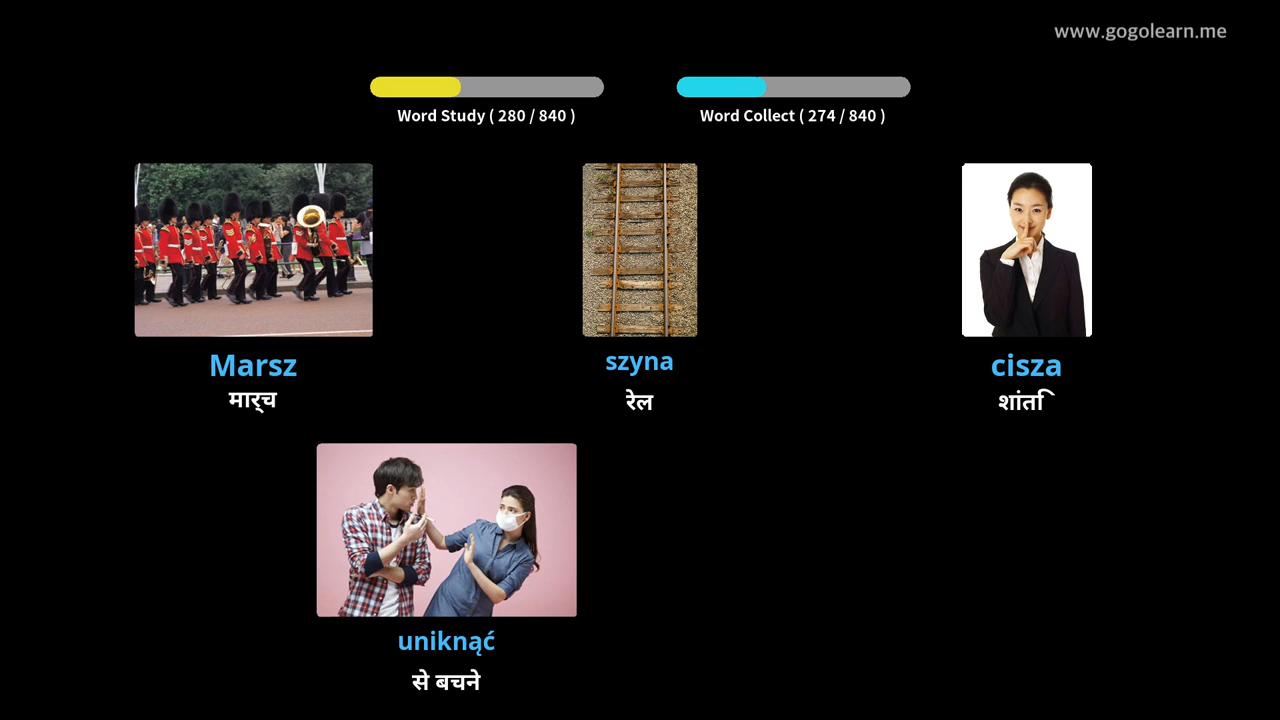 www.gogolearn.me
Word Study ( 280 / 840 )
Word Collect ( 274 / 840 )
Marsz
szyna
cisza
मार्च
रेल
शांति
uniknąć
से बचने